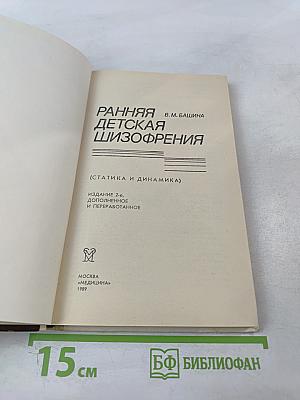 В. М. БАШИНА
РАННЯЯ
ДЕТСКАЯ
ШИЗОФРЕНИЯ
(СТАТИКА И ДИНАМИКА)
ИЗДАНИЕ 2-е,
ДОПОЛНЕННОЕ
И ПЕРЕРАБОТАННОЕ
МОСКВА
«МЕДИЦИНА»
1989
15 см
БФ БИБЛИОФАН